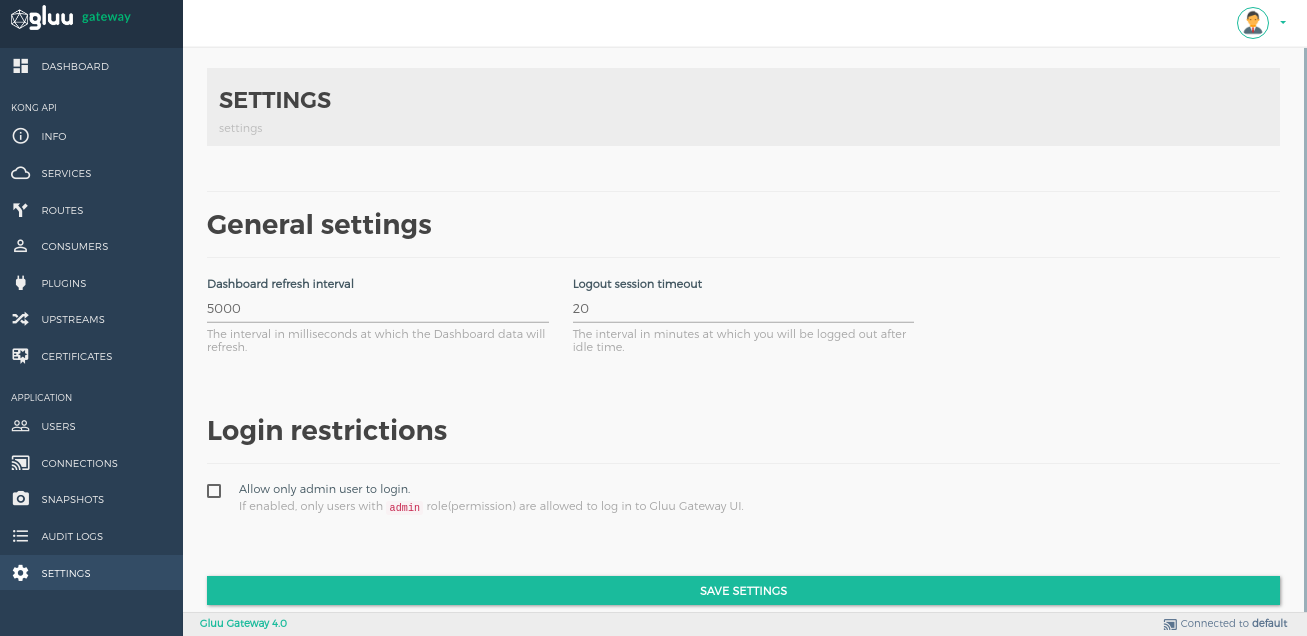 gluu gateway
DASHBOARD
KONG API
INFO
SERVICES
ROUTES
CONSUMERS
PLUGINS
UPSTREAMS
CERTIFICATES
APPLICATION
USERS
CONNECTIONS
SNAPSHOTS
AUDIT LOGS
SETTINGS
SETTINGS
settings
General settings
Dashboard refresh interval
5000
The interval in milliseconds at which the Dashboard data will
refresh.
Logout session timeout
20
The interval in minutes at which you will be logged out after
idle time.
Login restrictions
Allow only admin user to login.
If enabled, only users with admin role(permission) are allowed to log in to Gluu Gateway UI.
SAVE SETTINGS
Gluu Gateway 4.0
Connected to default